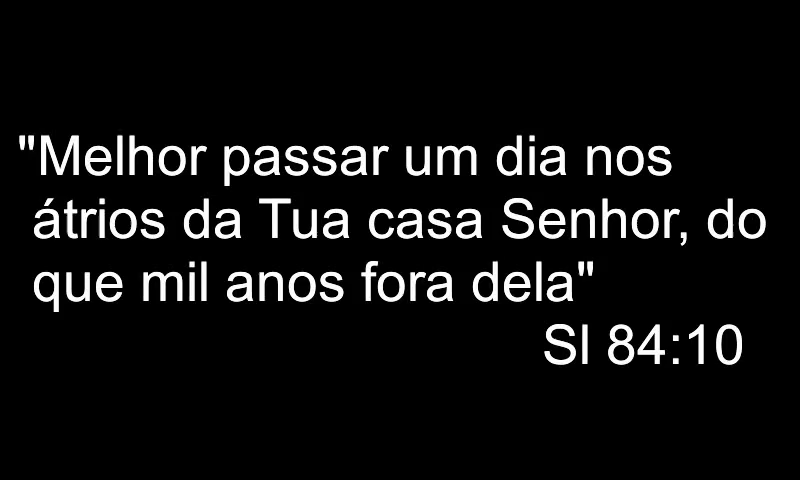 "Melhor passar um dia nos
átrios da Tua casa Senhor, do
que mil anos fora dela"
Sl 84:10